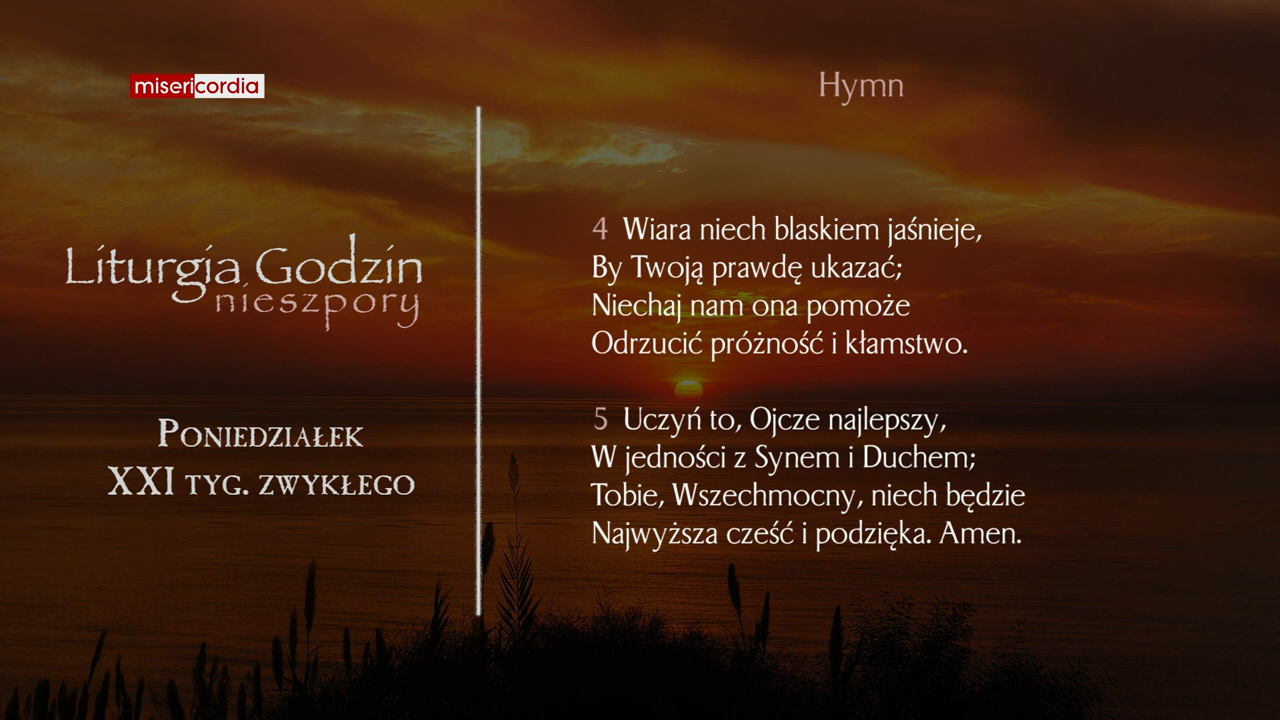 misericordia
Liturgia Godzin
nieszpory
Poniedziałek
XXI tyg. zwykłego
Hymn
4 Wiara niech blaskiem jaśnieje,
By Twoją prawdę ukazać;
Niechaj nam ona pomoże
Odrzucić próżność i kłamstwo.
5 Uczyń to, Ojcze najlepszy,
W jedności z Synem i Duchem;
Tobie, Wszechmocny, niech będzie
Najwyższa cześć i podzięka. Amen.